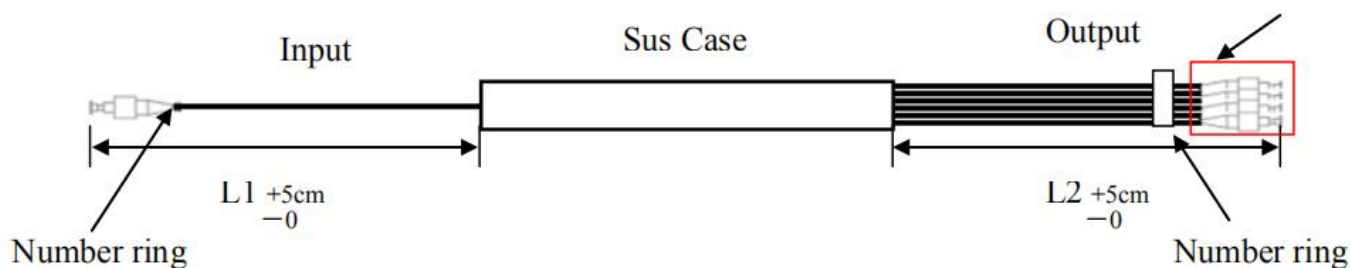 Input
Sus Case
Output
L1 +5cm
－0
L2 +5cm
－0
Number ring
Number ring